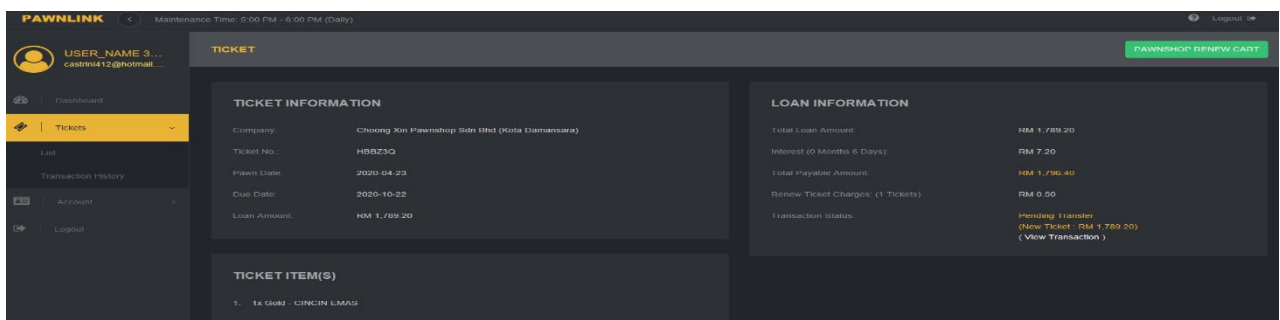 PAWNLINK
<
Maintenance Time: 5:00 PM - 6:00 PM (Daily)
Logout
USER_NAME 3...
castrini412@hotmail....
TICKET
PAWNSHOP RENEW CART
Dashboard
Tickets
List
Transaction History
Account
Logout
TICKET INFORMATION
Company: Choong Xin Pawnshop Sdn Bhd (Kota Damansara)
Ticket No.: HBBZ3Q
Pawn Date: 2020-04-23
Due Date: 2020-10-22
Loan Amount: RM 1,789.20
LOAN INFORMATION
Total Loan Amount: RM 1,789.20
Interest (0 Months 6 Days): RM 7.20
Total Payable Amount: RM 1,796.40
Renew Ticket Charges: (1 Tickets) RM 0.50
Transaction Status: Pending Transfer
(New Ticket : RM 1,789.20)
( View Transaction )
TICKET ITEM(S)
1. 1x Gold - CINCIN EMAS